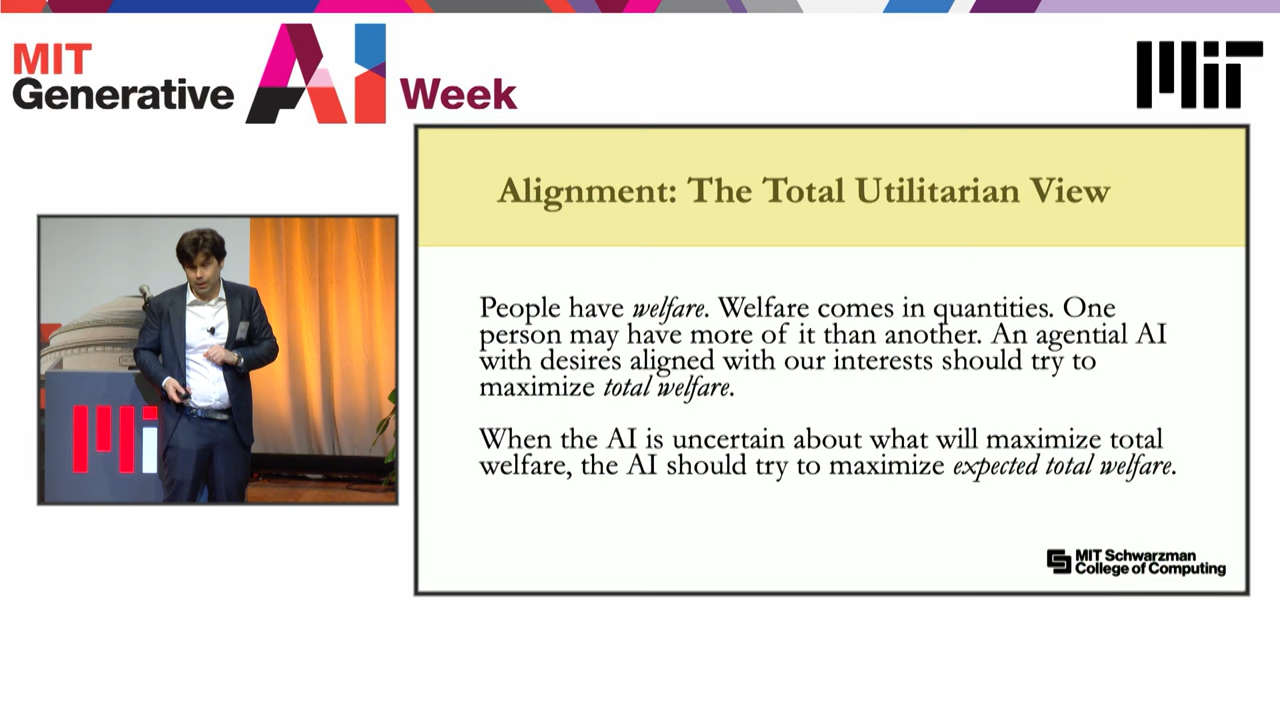 MIT
Generative AI Week
MIT
Alignment: The Total Utilitarian View
People have welfare. Welfare comes in quantities. One
person may have more of it than another. An agential AI
with desires aligned with our interests should try to
maximize total welfare.
When the AI is uncertain about what will maximize total
welfare, the AI should try to maximize expected total welfare.
MIT Schwarzman
College of Computing